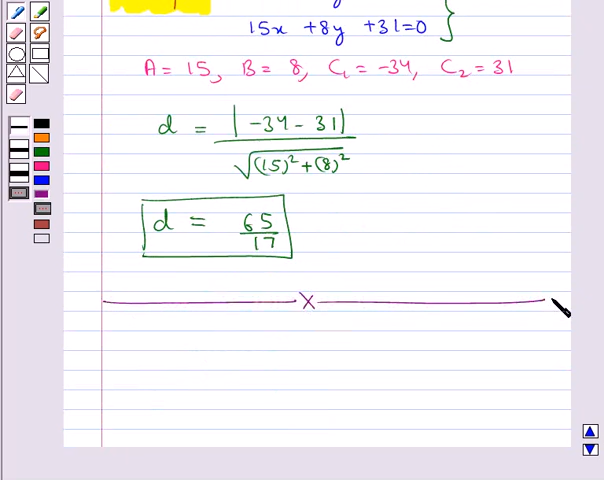 15x +8y +31=0
A = 15, B = 8, C₁ = -34, C₂ = 31
d = |-34 - 31|
√(15)² + (8)²
d = 65
17
X